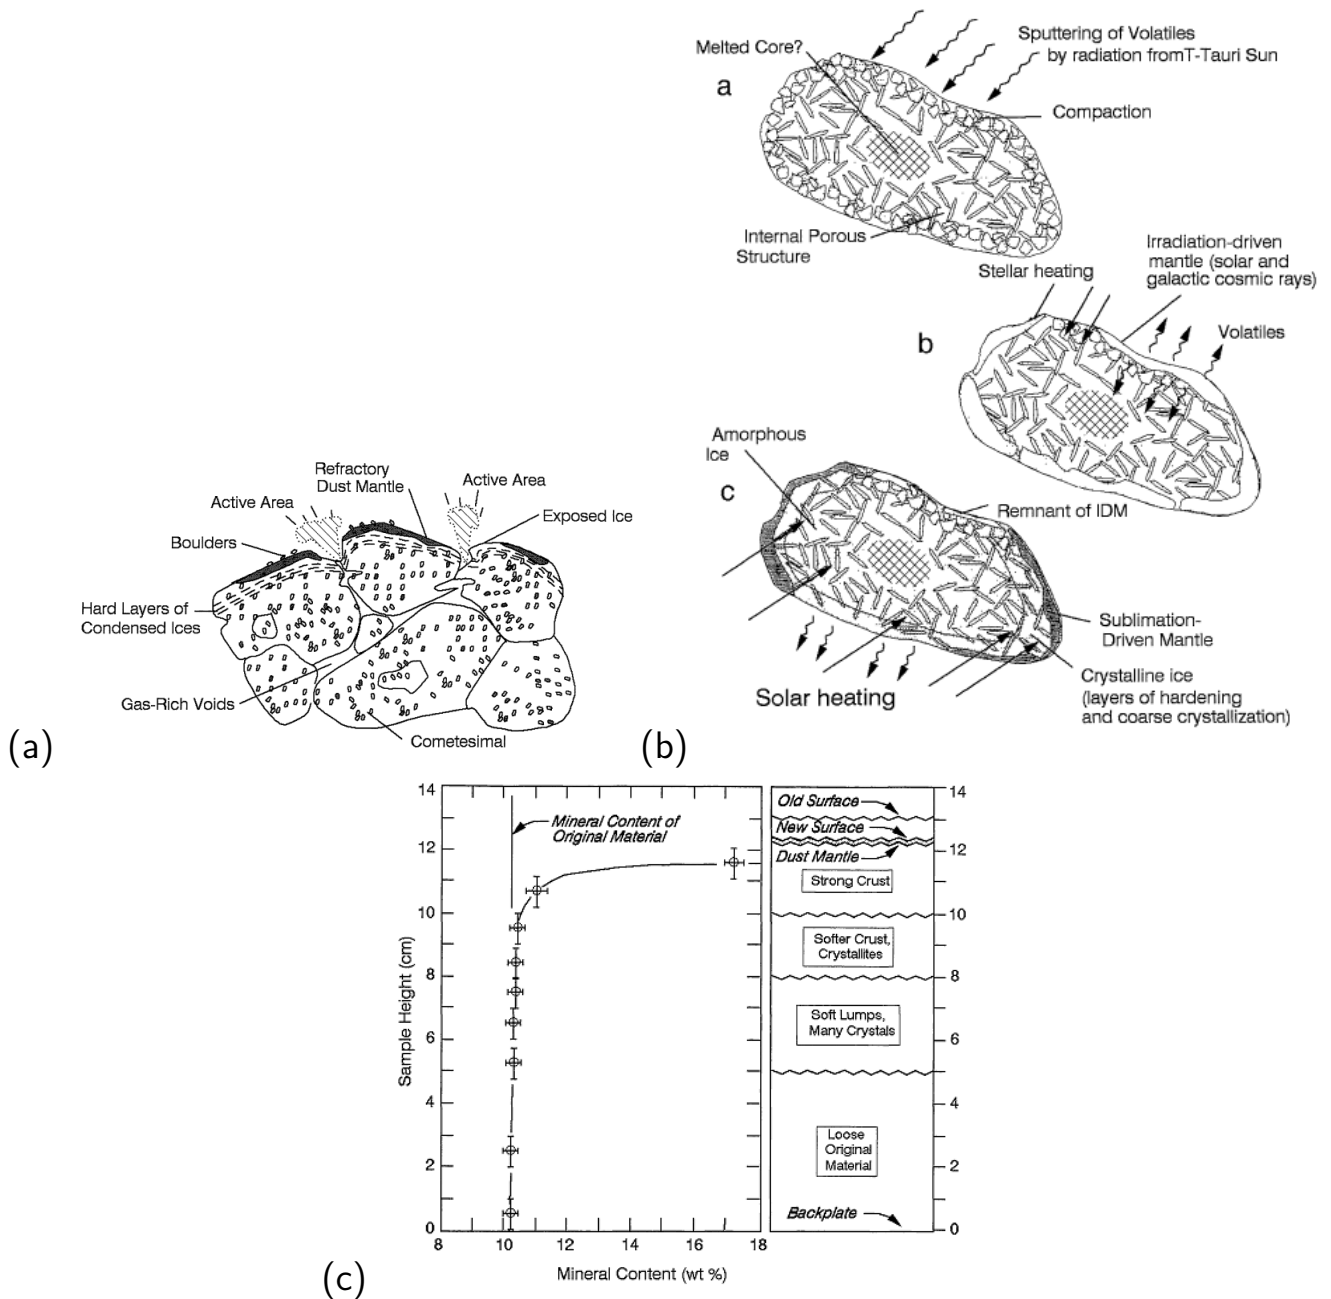 Melted Core?
Sputtering of Volatiles
by radiation fromT-Tauri Sun
a
Compaction
Internal Porous
Structure
Stellar heating
Irradiation-driven
mantle (solar and
galactic cosmic rays)
b
Volatiles
Amorphous
Ice
c
Remnant of IDM
Sublimation-
Driven Mantle
Solar heating
Crystalline ice
(layers of hardening
and coarse crystallization)
Refractory
Dust Mantle
Active Area
Active Area
Exposed Ice
Boulders
Hard Layers of
Condensed Ices
Gas-Rich Voids
Cometesimal
(a)
(b)
14
12
10
8
6
4
2
0
Sample Height (cm)
Mineral Content of
Original Material
8
10
12
14
16
18
Mineral Content (wt %)
Old Surface
New Surface
Dust Mantle
Strong Crust
Softer Crust,
Crystallites
Soft Lumps,
Many Crystals
Loose
Original
Material
Backplate
14
12
10
8
6
4
2
0
(c)